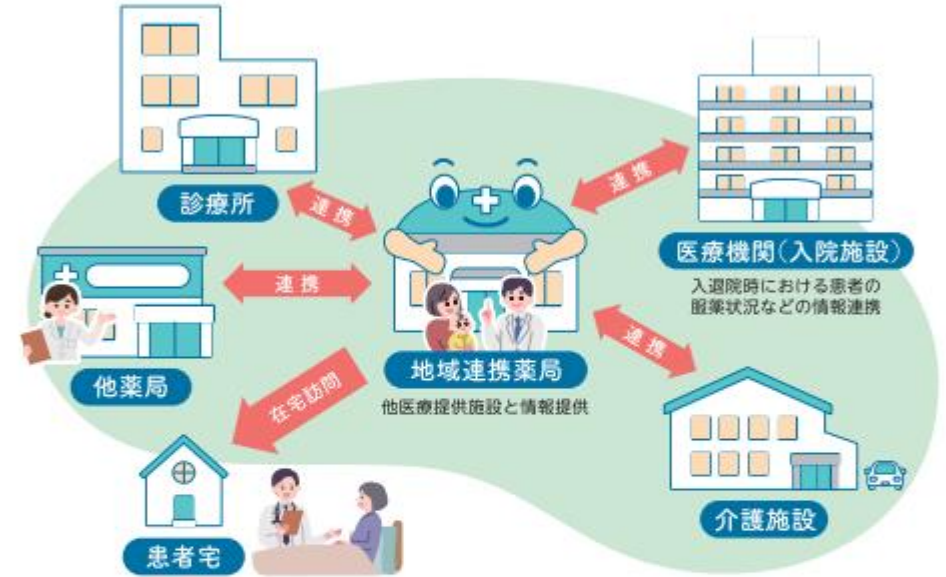 診療所
連携
連携
医療機関（入院施設）
入退院時における患者の
服薬状況などの情報連携
連携
他薬局
地域連携薬局
他医療提供施設と情報提供
連携
在宅訪問
患者宅
介護施設